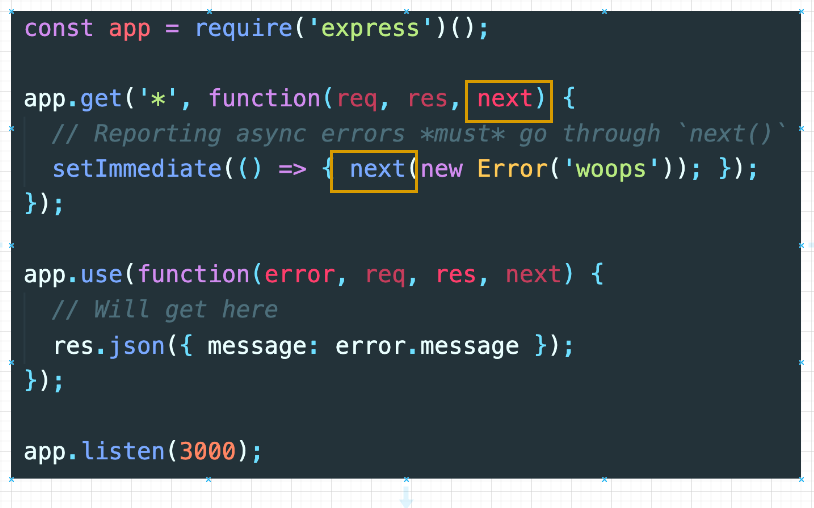 const app = require('express')();
app.get('*', function(req, res, next) {
// Reporting async errors *must* go through `next()`
setImmediate(() => { next(new Error('woops')); });
});
app.use(function(error, req, res, next) {
// Will get here
res.json({ message: error.message });
});
app.listen(3000);